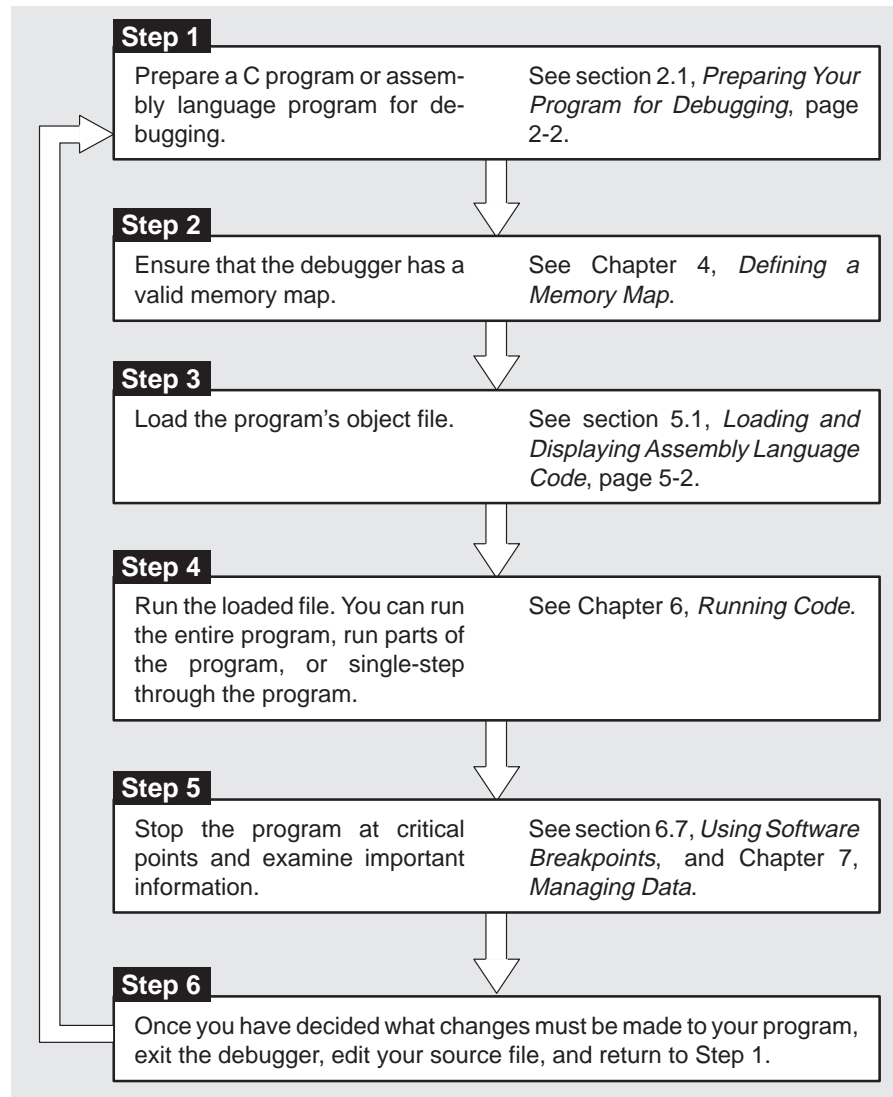 Step 1
Prepare a C program or assem-
bly language program for de-
bugging.
See section 2.1, Preparing Your
Program for Debugging, page
2-2.
Step 2
Ensure that the debugger has a
valid memory map.
See Chapter 4, Defining a
Memory Map.
Step 3
Load the program's object file.
See section 5.1, Loading and
Displaying Assembly Language
Code, page 5-2.
Step 4
Run the loaded file. You can run
the entire program, run parts of
the program, or single-step
through the program.
See Chapter 6, Running Code.
Step 5
Stop the program at critical
points and examine important
information.
See section 6.7, Using Software
Breakpoints, and Chapter 7,
Managing Data.
Step 6
Once you have decided what changes must be made to your program,
exit the debugger, edit your source file, and return to Step 1.